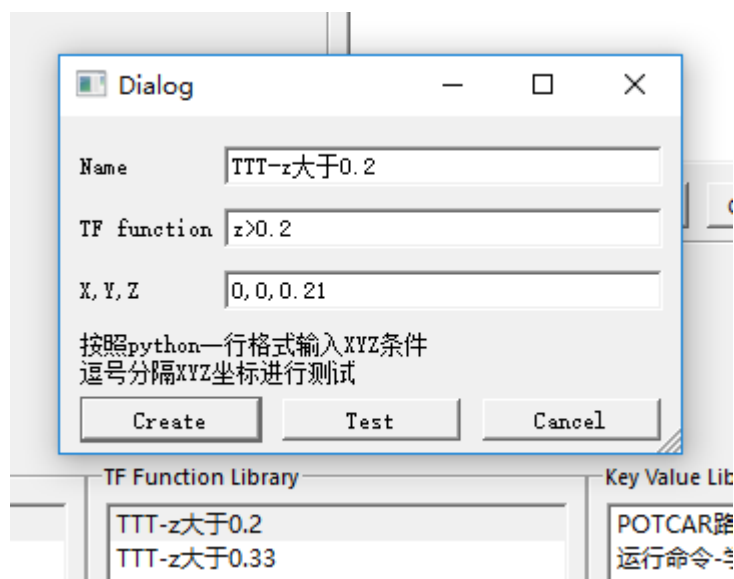 Dialog
Name
TTT-z大于0.2
TF function
z>0.2
X,Y,Z
0,0,0.21
按照python一行格式输入XYZ条件
逗号分隔XYZ坐标进行测试
Create
Test
Cancel
TF Function Library
TTT-z大于0.2
TTT-z大于0.33
Key Value Lib
POTCAR路
运行命令-